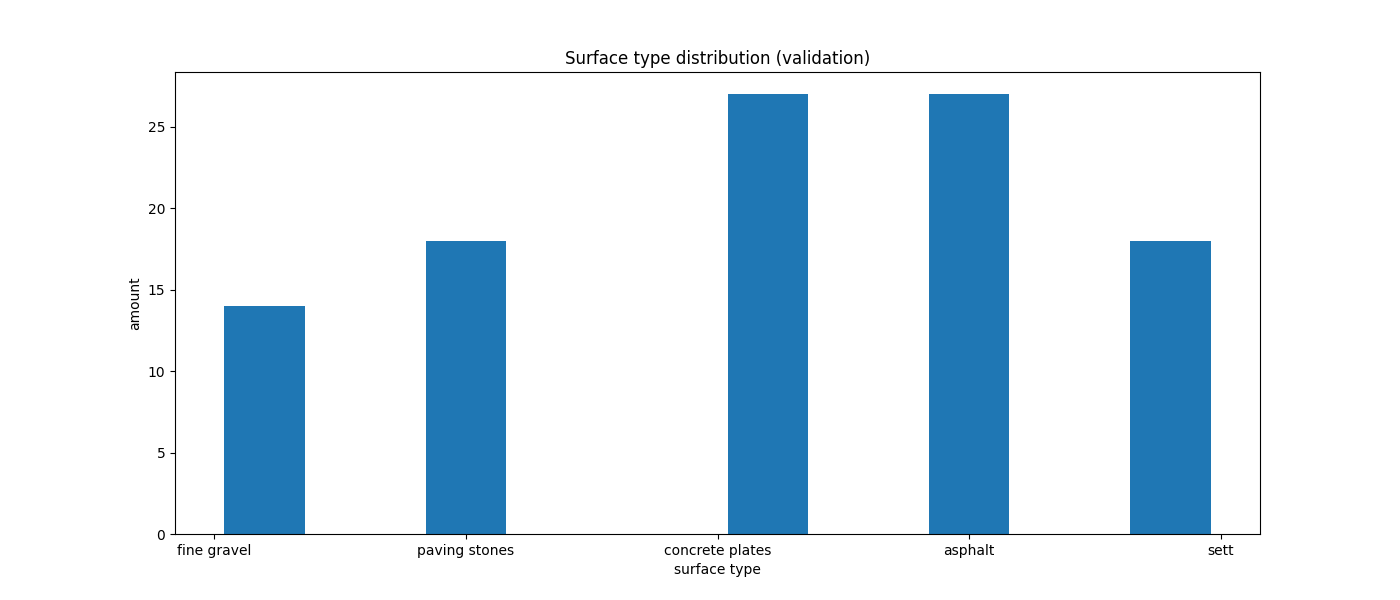 Surface type distribution (validation)
amount
25
20
15
10
5
0
fine gravel paving stones concrete plates asphalt sett
surface type